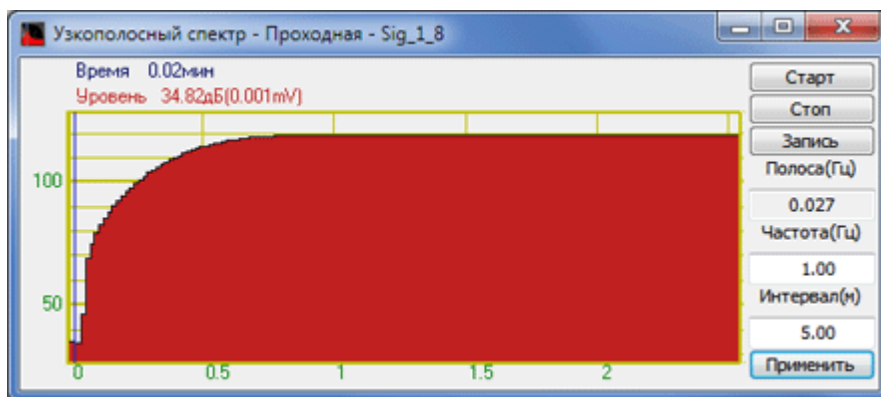 Узкополосный спектр - Проходная - Sig_1_8
Время 0.02мин
Уровень 34.82дБ(0.001mV)
100
50
0 0.5 1 1.5 2
Старт
Стоп
Запись
Полоса(Гц)
0.027
Частота(Гц)
1.00
Интервал(м)
5.00
Применить